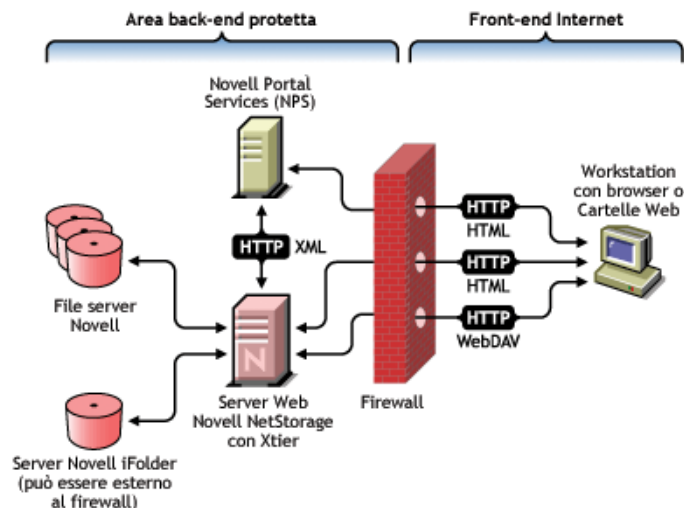 Area back-end protetta
Front-end Internet
Novell Portal
Services (NPS)
Workstation
con browser o
Cartelle Web
HTTP
HTML
HTTP
XML
HTTP
HTML
HTTP
WebDAV
File server
Novell
N
Server Web
Novell NetStorage
con Xtier
Firewall
Server Novell iFolder
(può essere esterno
al firewall)